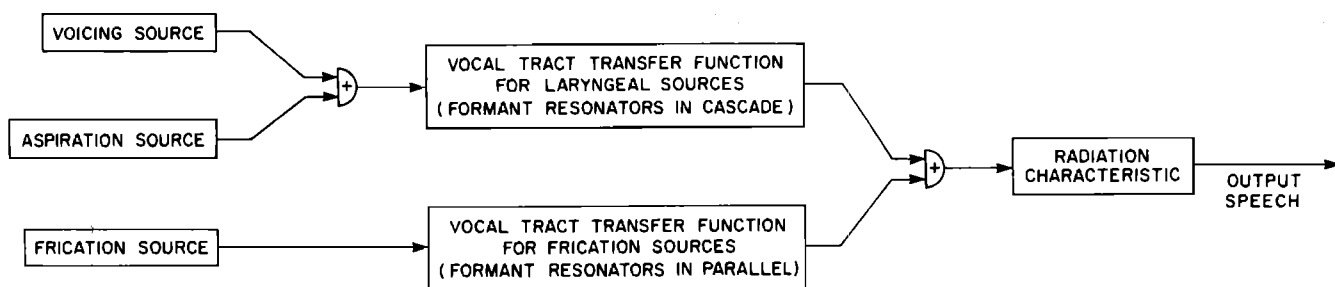 VOICING SOURCE
ASPIRATION SOURCE
+
VOCAL TRACT TRANSFER FUNCTION
FOR LARYNGEAL SOURCES
(FORMANT RESONATORS IN CASCADE)
FRICATION SOURCE
VOCAL TRACT TRANSFER FUNCTION
FOR FRICATION SOURCES
(FORMANT RESONATORS IN PARALLEL)
+
RADIATION
CHARACTERISTIC
OUTPUT
SPEECH